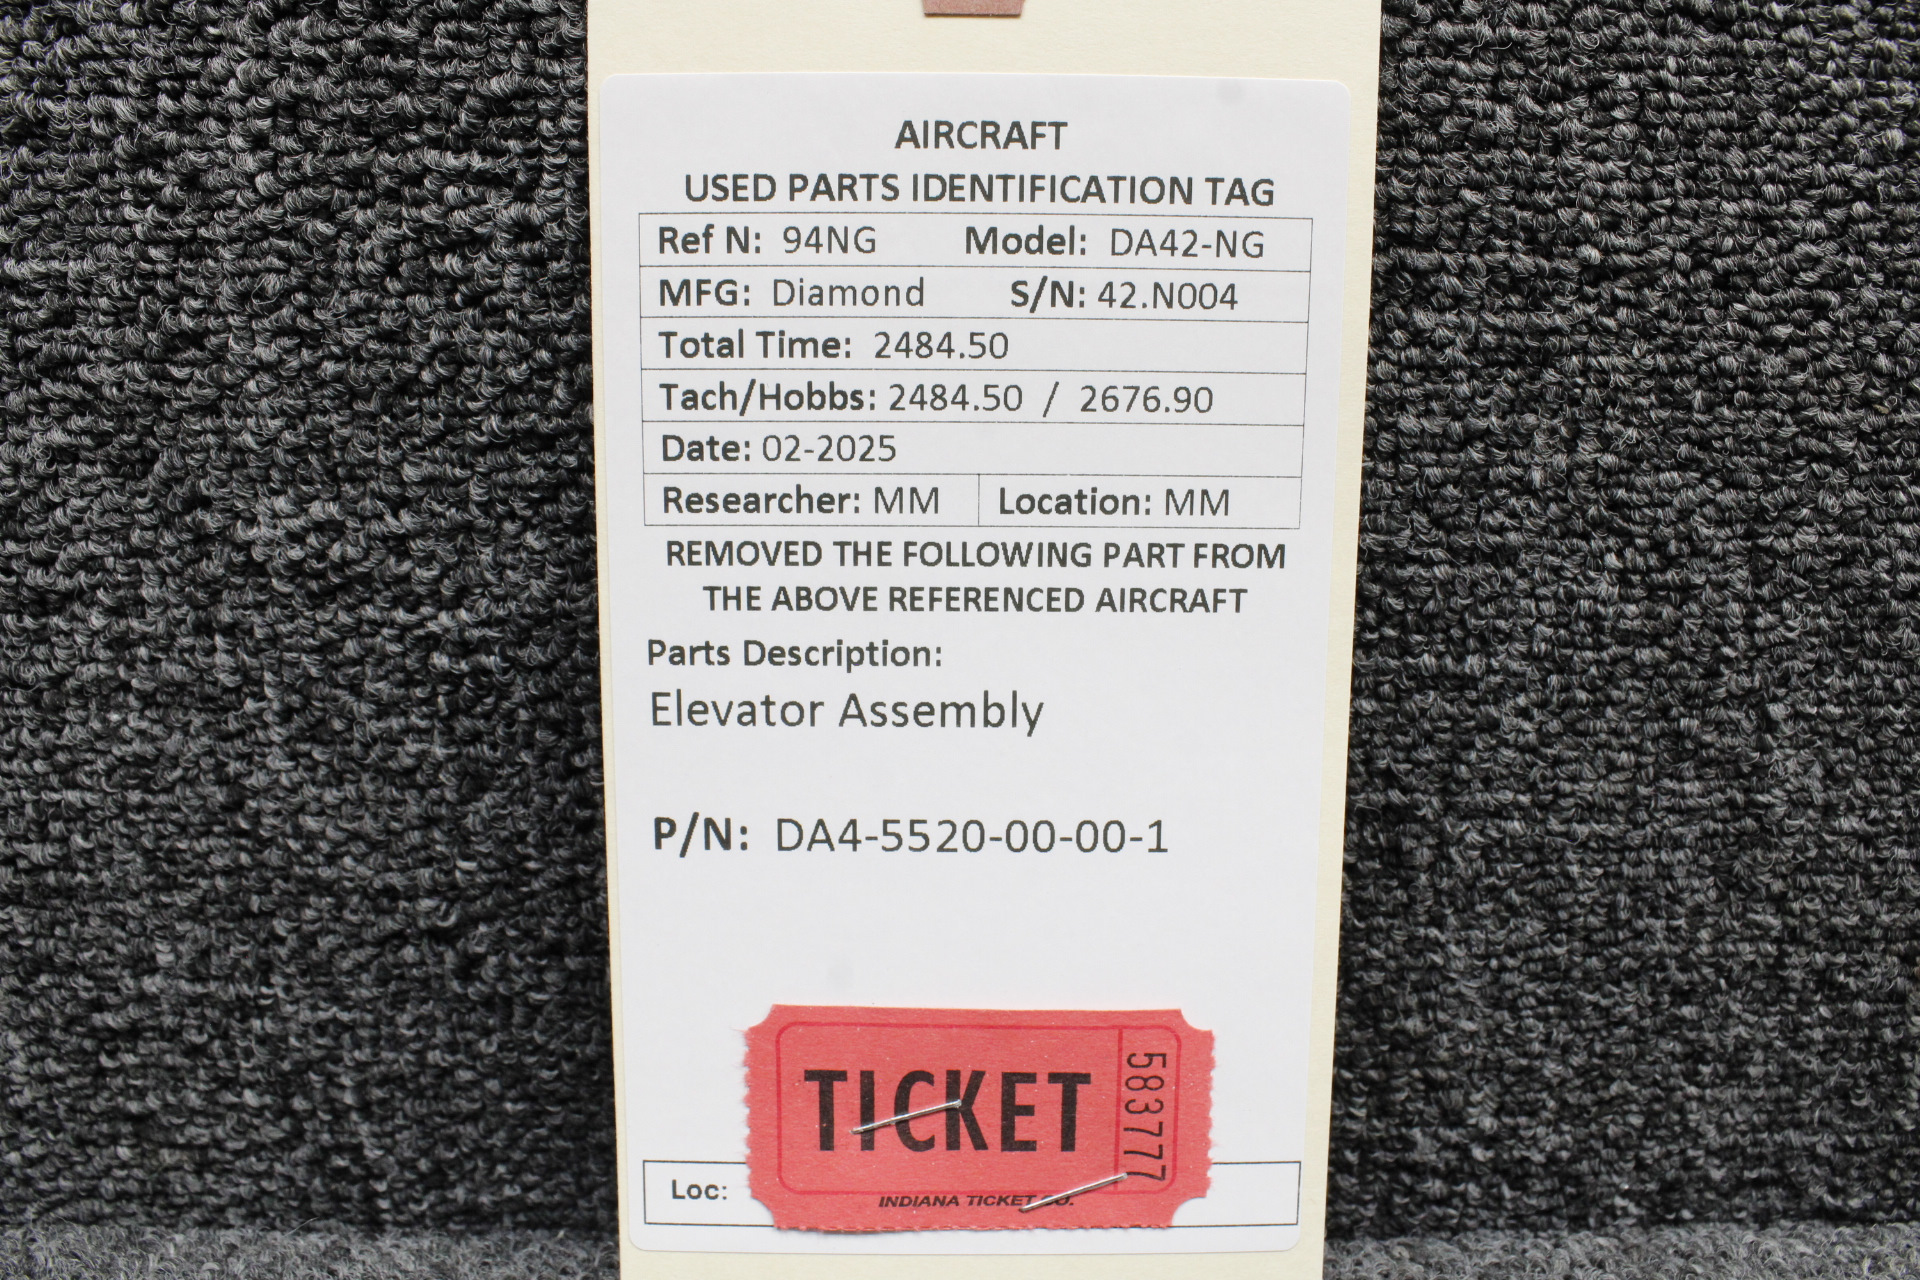 AIRCRAFT
USED PARTS IDENTIFICATION TAG
Ref N: 94NG Model: DA42-NG
MFG: Diamond S/N: 42.N004
Total Time: 2484.50
Tach/Hobbs: 2484.50 / 2676.90
Date: 02-2025
Researcher: MM Location: MM
REMOVED THE FOLLOWING PART FROM
THE ABOVE REFERENCED AIRCRAFT
Parts Description:
Elevator Assembly
P/N: DA4-5520-00-00-1
TICKET
583777
INDIANA TICKET CO.
Loc: